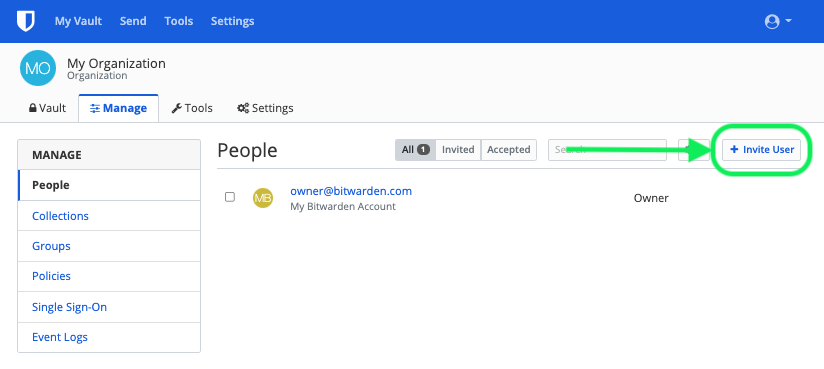 My Vault Send Tools Settings
MO My Organization
Organization
Vault Manage Tools Settings
MANAGE
People
Collections
Groups
Policies
Single Sign-On
Event Logs
People All 1 Invited Accepted Search + Invite User
MB owner@bitwarden.com Owner
My Bitwarden Account